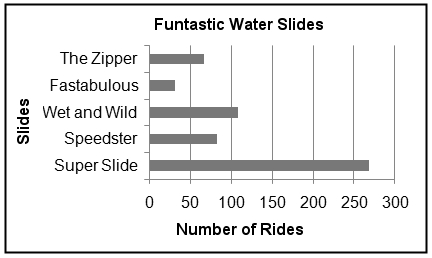 Funtastic Water Slides
Slides
The Zipper
Fastabulous
Wet and Wild
Speedster
Super Slide
0 50 100 150 200 250 300
Number of Rides